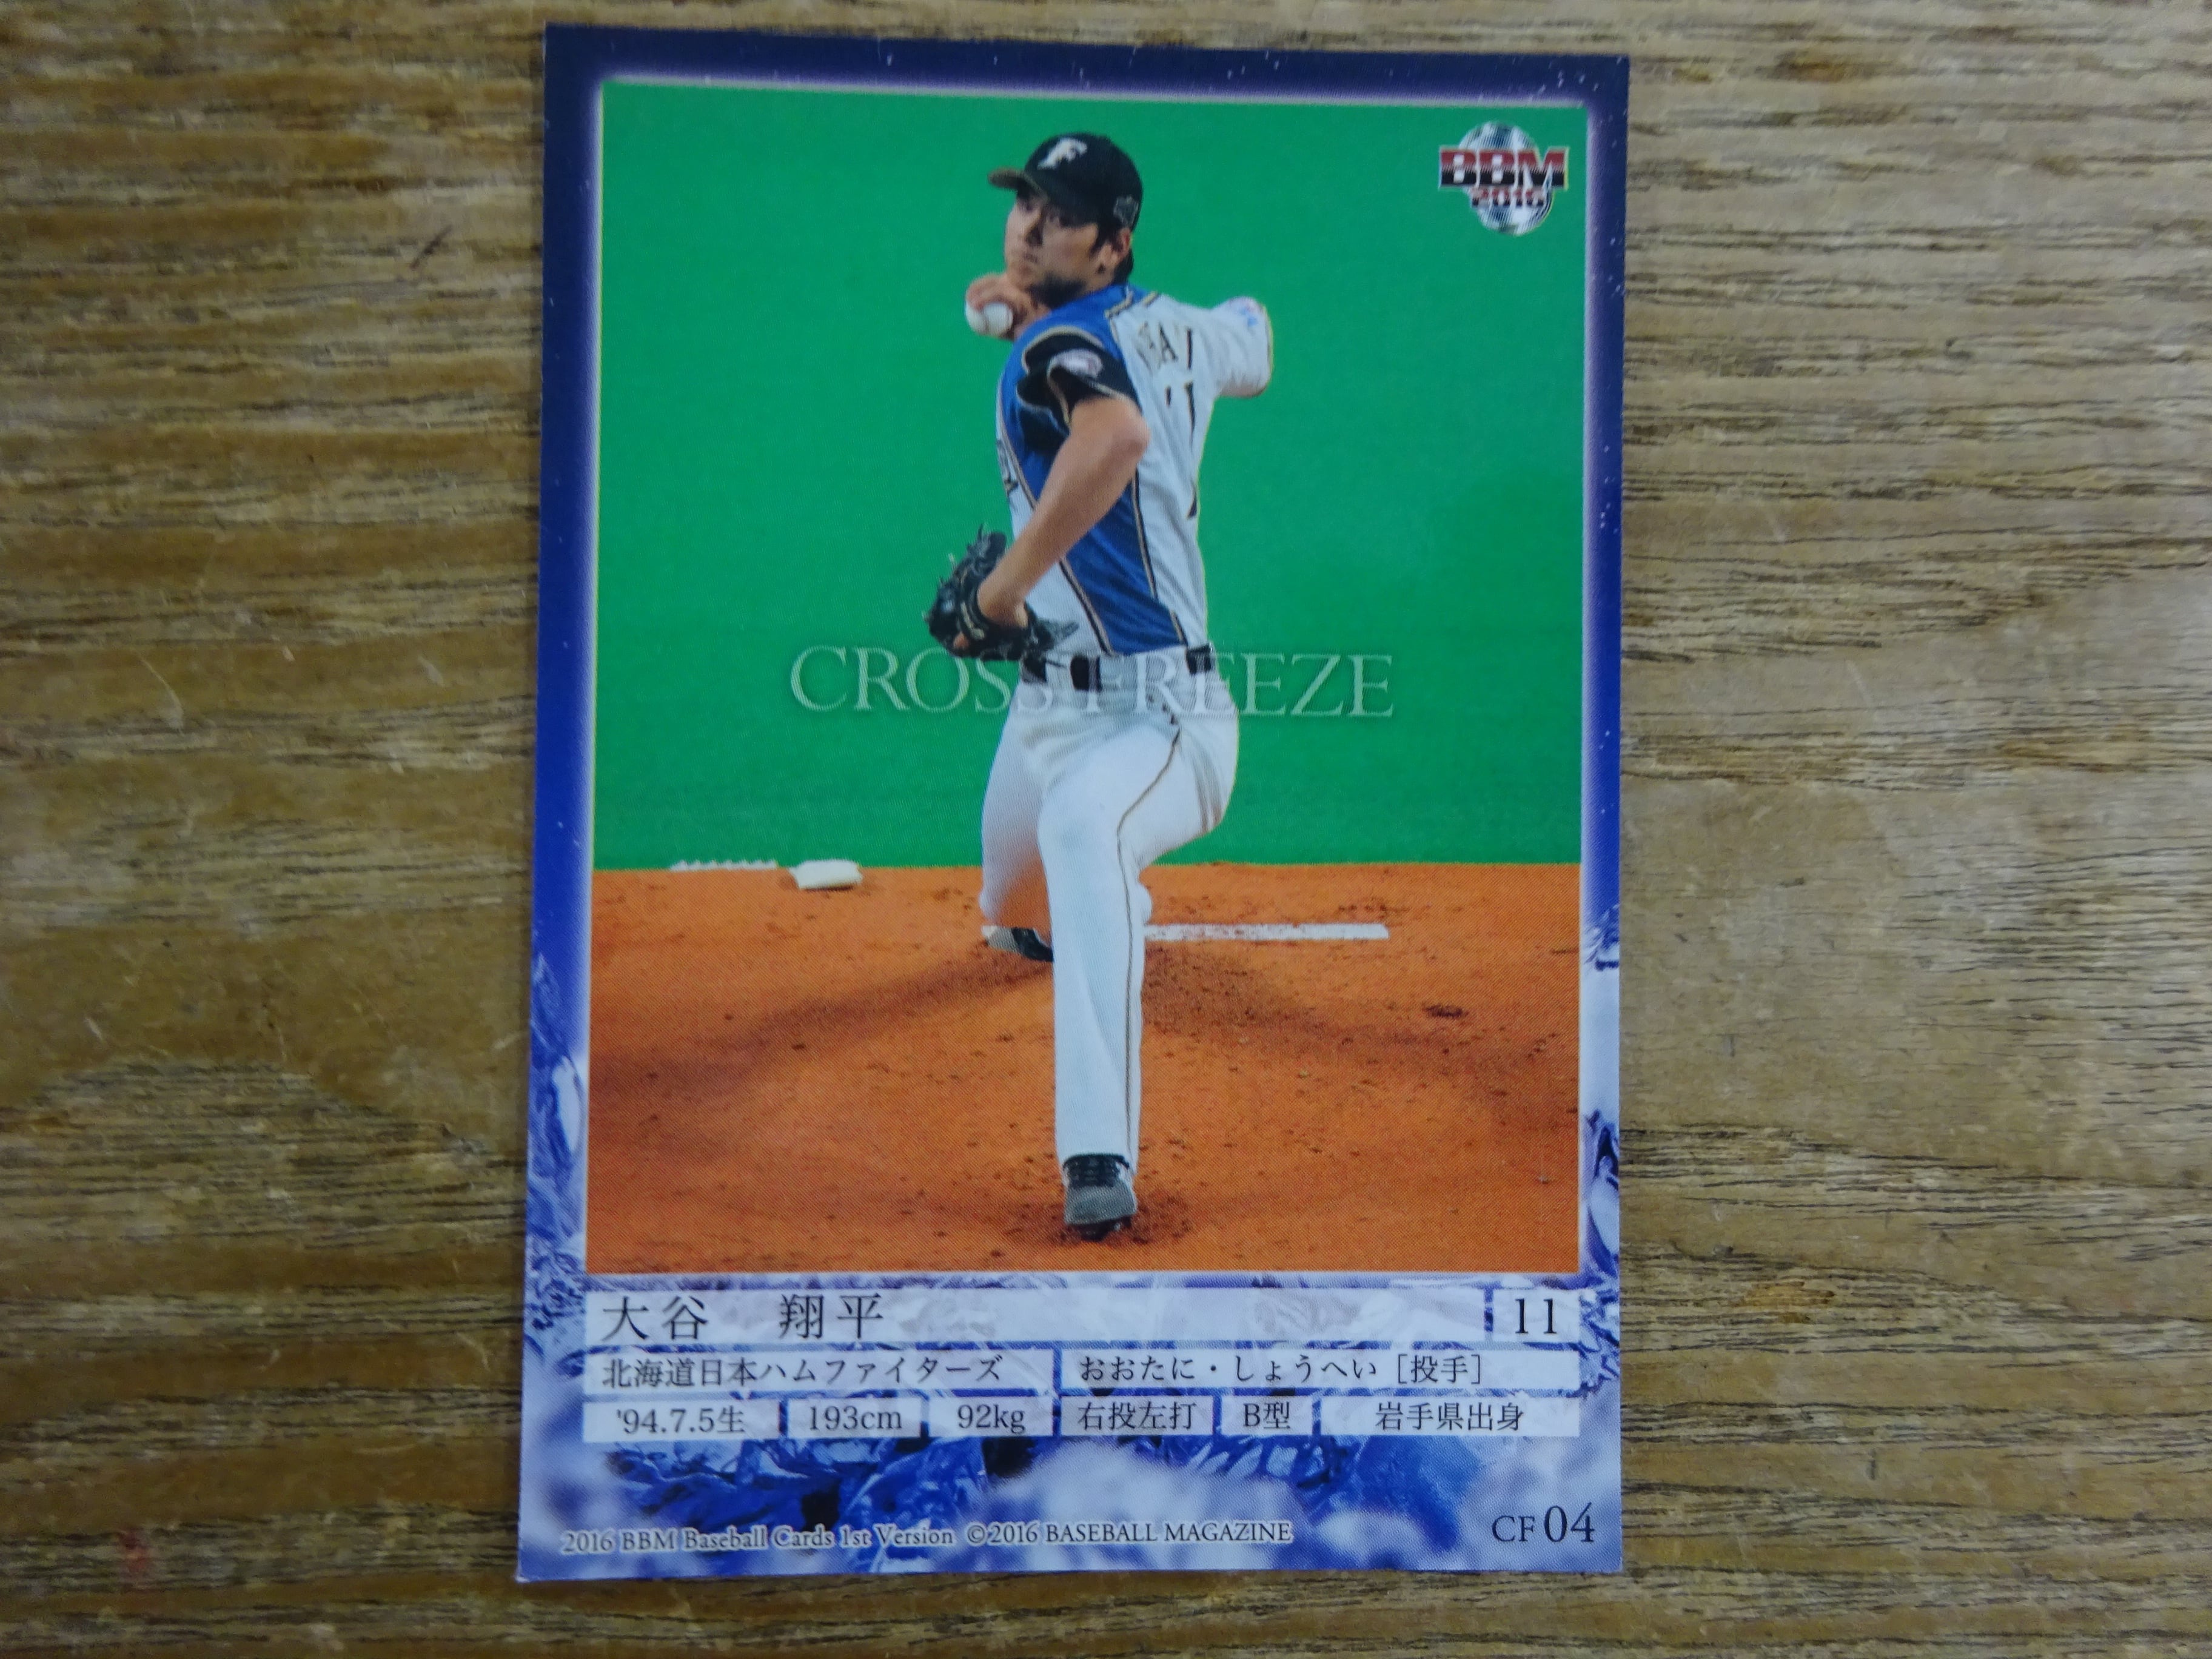 F
BBM
2016
11
CROSS FREEZE
大谷 翔平 11
北海道日本ハムファイターズ おおたに・しょうへい［投手］
'94.7.5生 193cm 92kg 右投左打 B型 岩手県出身
CF04
2016 BBM Baseball Cards 1st Version ©2016 BASEBALL MAGAZINE